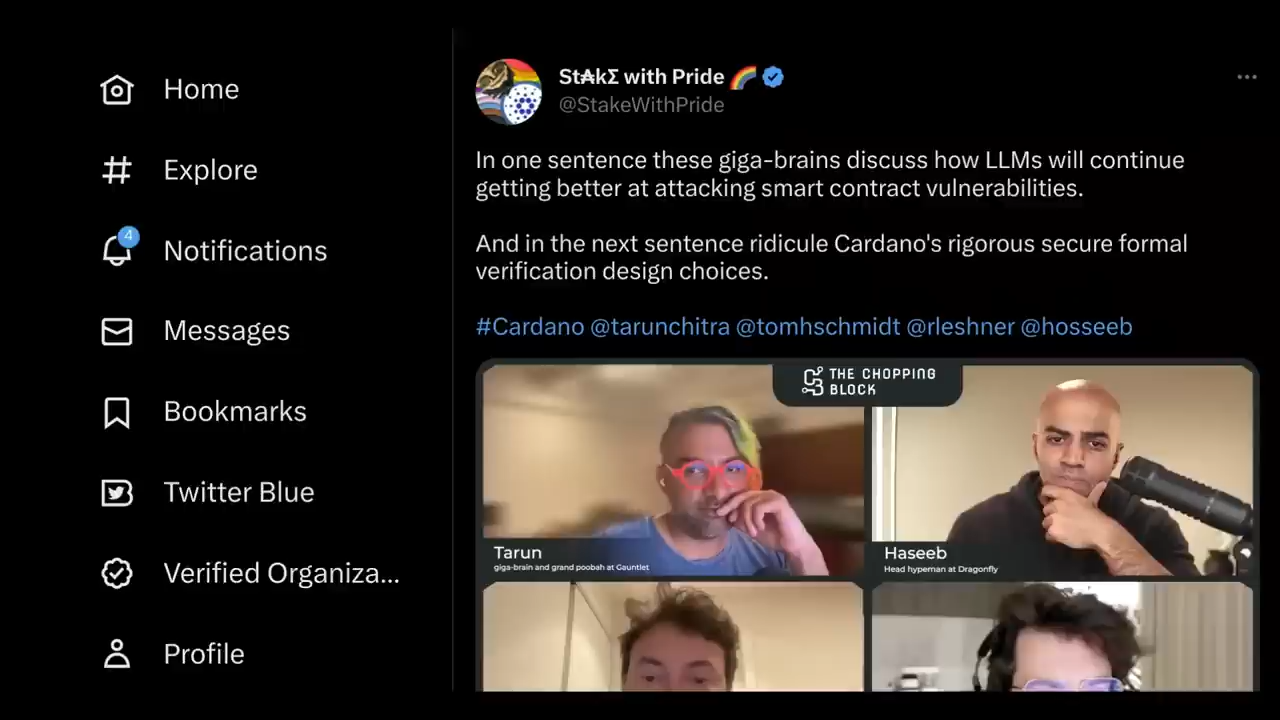 Home
Explore
4
Notifications
Messages
Bookmarks
Twitter Blue
Verified Organiza...
Profile
St₳kΣ with Pride 🌈
@StakeWithPride
In one sentence these giga-brains discuss how LLMs will continue
getting better at attacking smart contract vulnerabilities.
And in the next sentence ridicule Cardano's rigorous secure formal
verification design choices.
#Cardano @tarunchitra @tomhschmidt @rleshner @hosseeb
THE CHOPPING
BLOCK
Tarun
giga-brain and grand poobah at Gauntlet
Haseeb
Head hypeman at Dragonfly